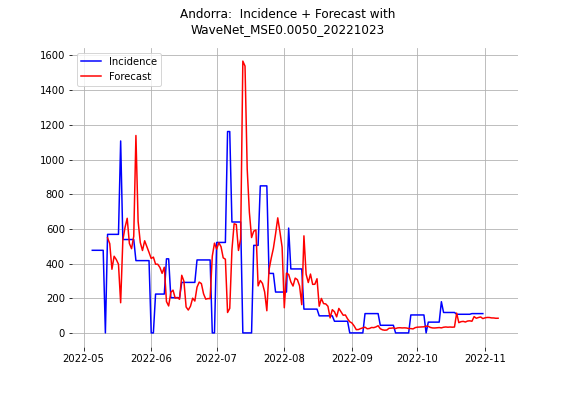 Andorra:  Incidence + Forecast with
WaveNet_MSE0.0050_20221023
Incidence
Forecast
1600
1400
1200
1000
800
600
400
200
0
2022-05 2022-06 2022-07 2022-08 2022-09 2022-10 2022-11